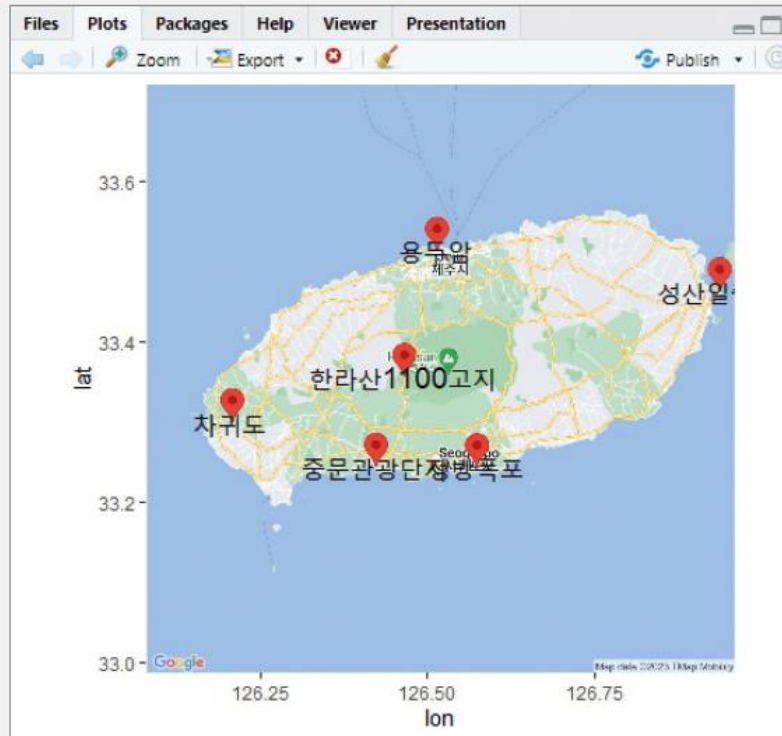 Files Plots Packages Help Viewer Presentation
Zoom Export Publish
33.6
용두암
제주시
성산일
33.4
lat
한라산1100고지
차귀도
중문관광단지
정방폭포
33.2
33.0
Google
Map data ©2023 TMap Mobility
126.25 126.50 126.75
lon